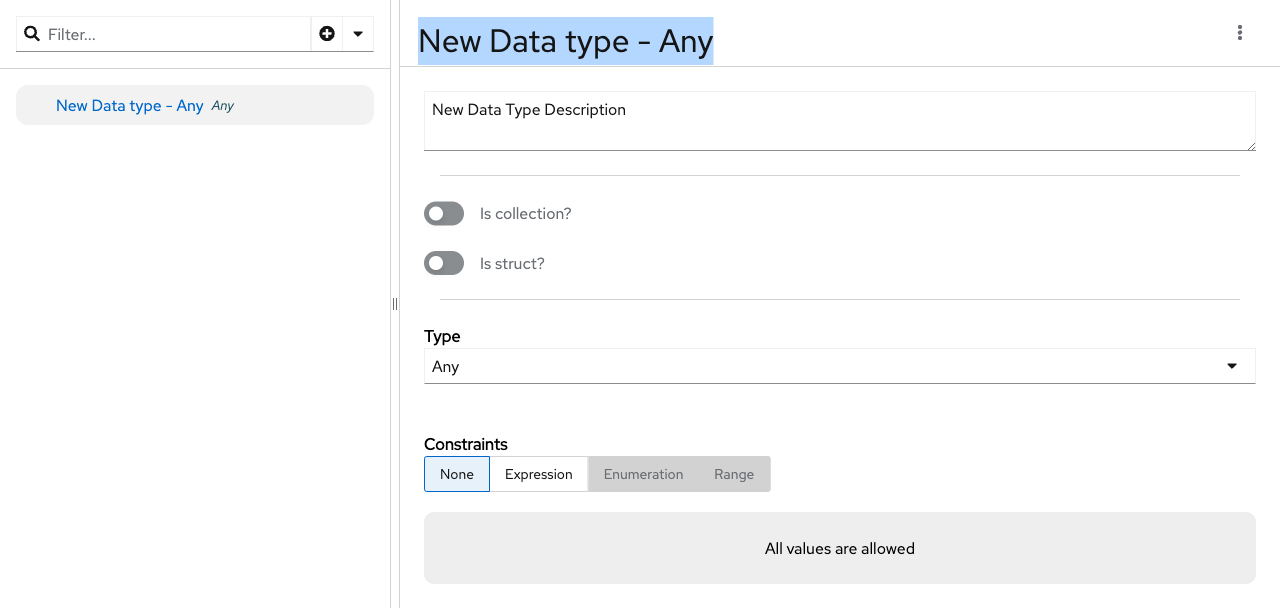 Filter...
New Data type - Any Any
New Data type - Any
New Data Type Description
Is collection?
Is struct?
Type
Any
Constraints
None Expression Enumeration Range
All values are allowed